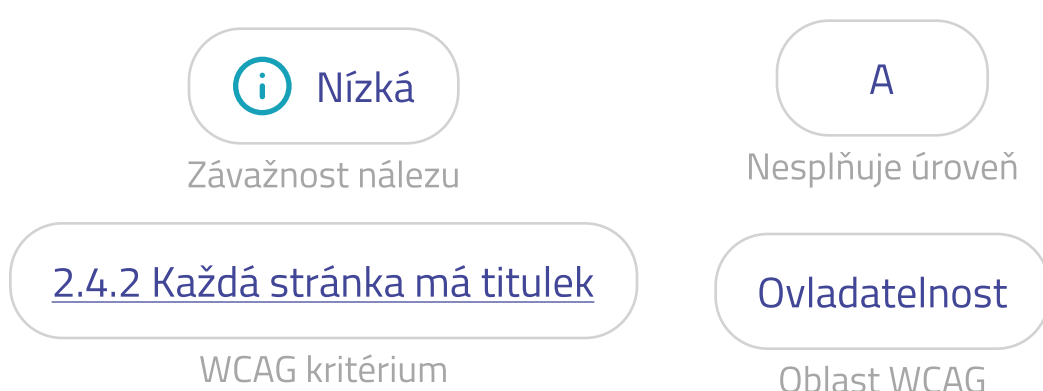 Nízká
A
Závažnost nálezu
Nesplňuje úroveň
2.4.2 Každá stránka má titulek
Ovladatelnost
WCAG kritérium
Oblast WCAG